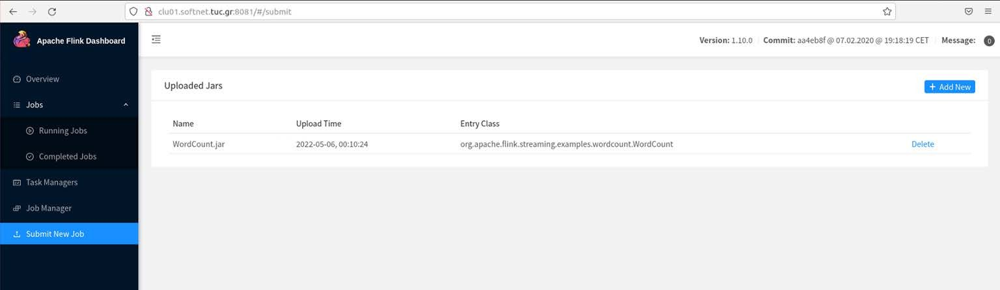 clu01.softnet.tuc.gr:8081/#/submit
Apache Flink Dashboard
Version: 1.10.0 Commit: aa4eb8f @ 07.02.2020 @ 19:18:19 CET Message: 0
Overview
Jobs
Running Jobs
Completed Jobs
Task Managers
Job Manager
Submit New Job
Uploaded Jars
+ Add New
Name Upload Time Entry Class
WordCount.jar 2022-05-06, 00:10:24 org.apache.flink.streaming.examples.wordcount.WordCount Delete